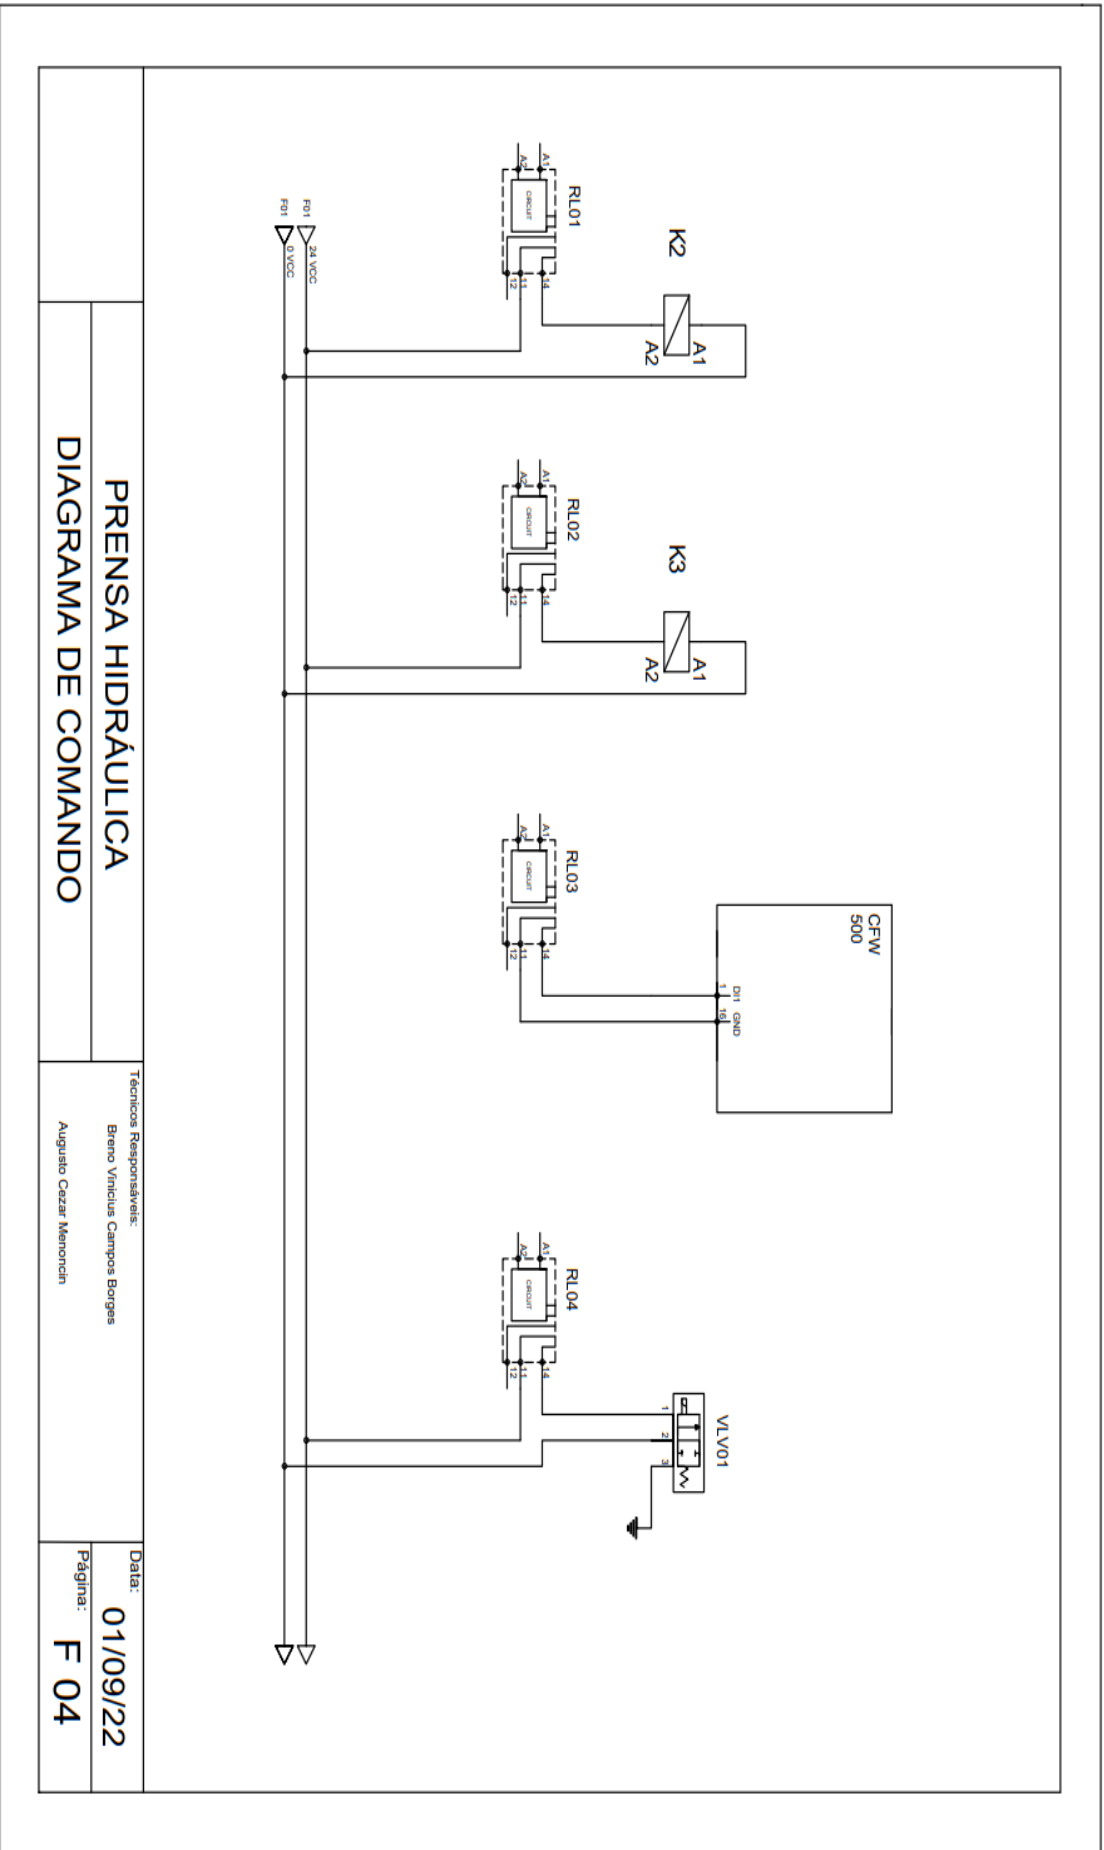 K2
A1
A2
RL01
A1
A2
CIRCUIT
14
11
12
K3
A1
A2
RL02
A1
A2
CIRCUIT
14
11
12
CFW
500
DI1 GND
1 16
RL03
A1
A2
CIRCUIT
14
11
12
VLV01
1 2 3
RL04
A1
A2
CIRCUIT
14
11
12
F01 24 VCC
F01 0 VCC
PRENSA HIDRÁULICA
DIAGRAMA DE COMANDO
Técnicos Responsáveis:
Breno Vinicius Campos Borges
Augusto Cezar Menoncin
Data: 01/09/22
Página: F 04